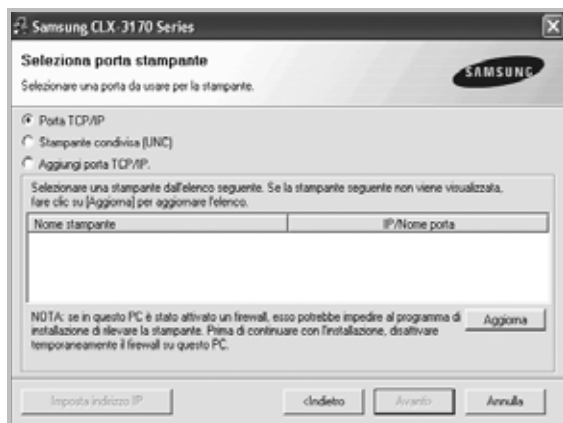 Samsung CLX-3170 Series
Seleziona porta stampante
Selezionare una porta da usare per la stampante.
SAMSUNG
Porta TCP/IP
Stampante condivisa (UNC)
Aggiungi porta TCP/IP.
Selezionare una stampante dall'elenco seguente. Se la stampante seguente non viene visualizzata,
fare clic su [Aggiorna] per aggiornare l'elenco.
Nome stampante IP/Nome porta
NOTA: se in questo PC è stato attivato un firewall, esso potrebbe impedire al programma di
installazione di rilevare la stampante. Prima di continuare con l'installazione, disattivare
temporaneamente il firewall su questo PC.
Aggiorna
Imposta indirizzo IP <Indietro Avanti> Annulla